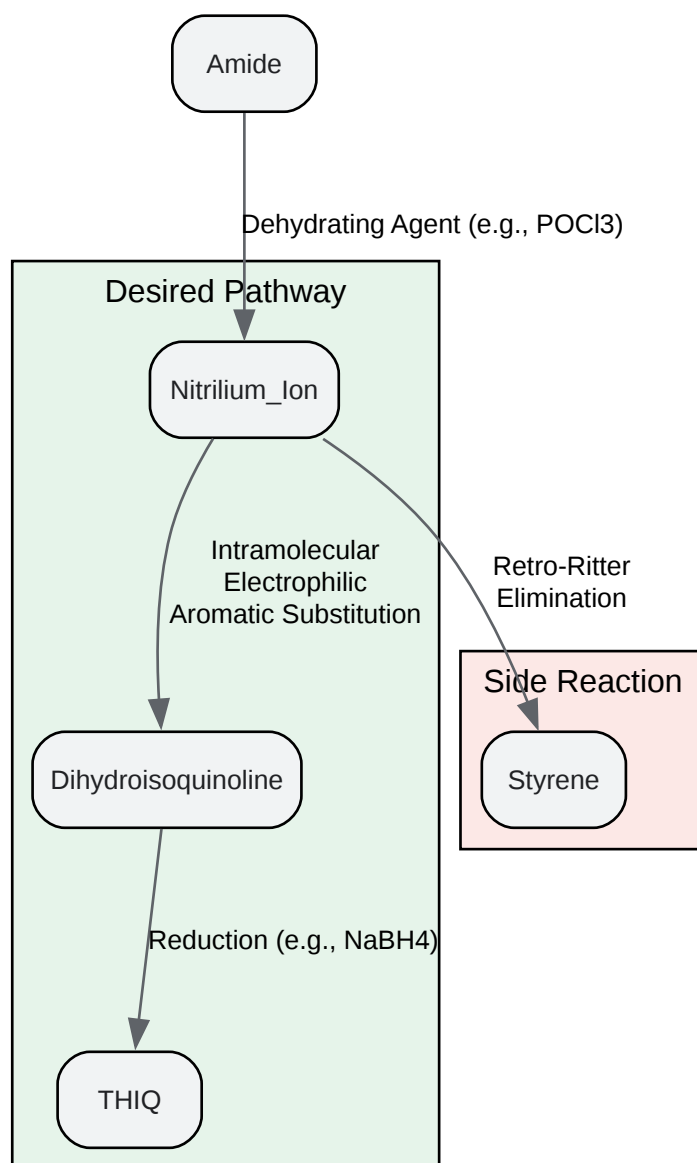 Amide
Dehydrating Agent (e.g., POCl3)
Desired Pathway
Nitrilium_Ion
Intramolecular
Electrophilic
Aromatic Substitution
Retro-Ritter
Elimination
Side Reaction
Dihydroisoquinoline
Styrene
Reduction (e.g., NaBH4)
THIQ